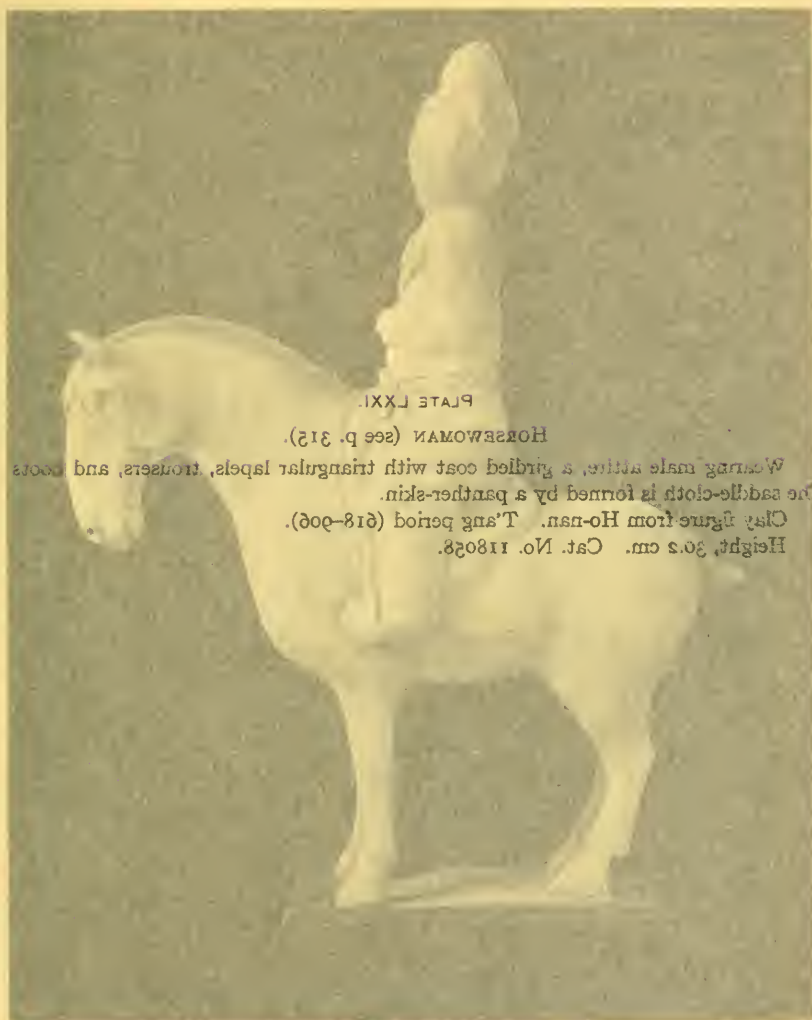 PLATE LXXI.
HORSEWOMAN (see p. 315).
Wearing male attire, a girdled coat with triangular lapels, trousers, and boots
The saddle-cloth is formed by a panther-skin.
Clay figure from Ho-nan. T'ang period (618–906).
Height, 30.2 cm. Cat. No. 118058.